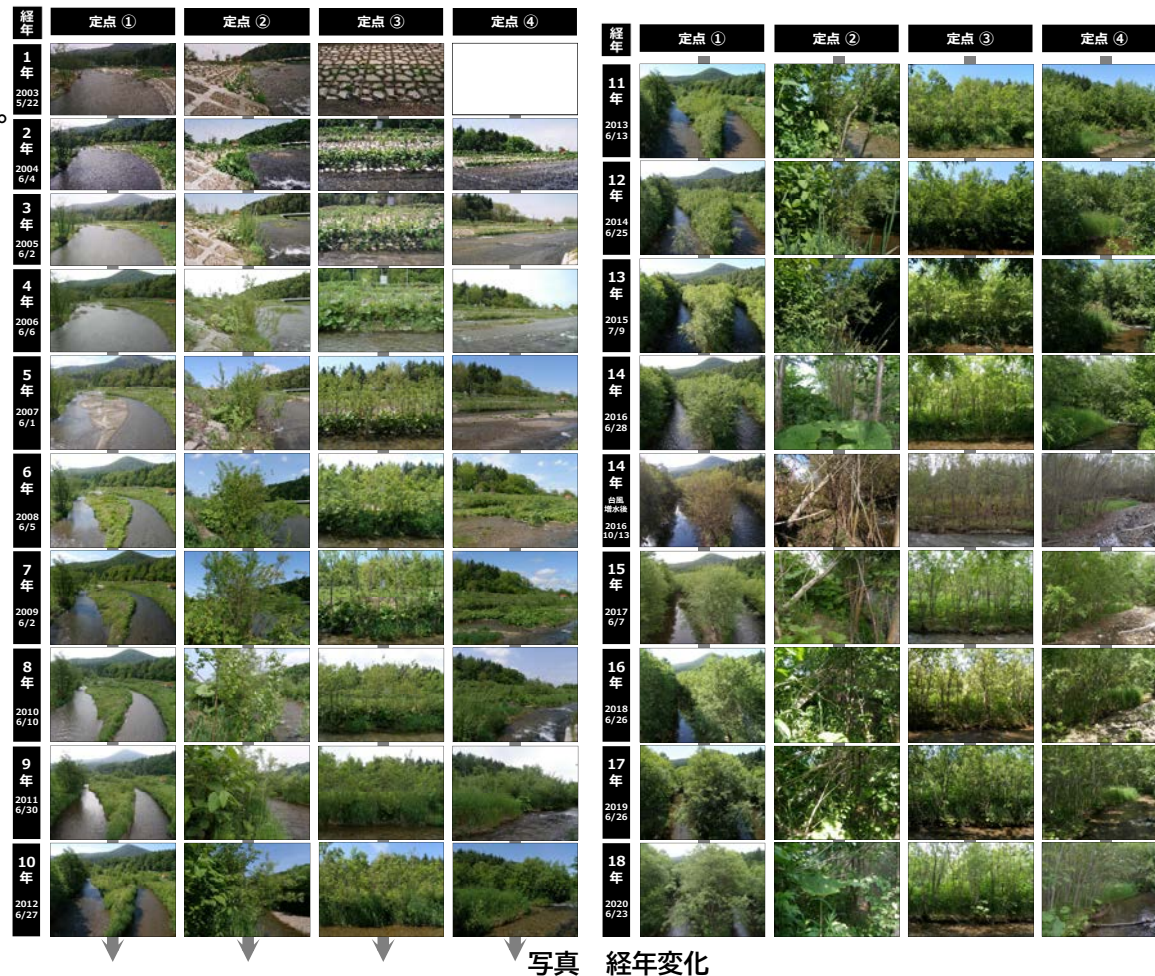 経年
定点 ①
定点 ②
定点 ③
定点 ④
1年
2003
5/22
2年
2004
6/4
3年
2005
6/2
4年
2006
6/6
5年
2007
6/1
6年
2008
6/5
7年
2009
6/2
8年
2010
6/10
9年
2011
6/30
10年
2012
6/27
経年
定点 ①
定点 ②
定点 ③
定点 ④
11年
2013
6/13
12年
2014
6/25
13年
2015
7/9
14年
2016
6/28
14年
台風
増水後
2016
10/13
15年
2017
6/7
16年
2018
6/26
17年
2019
6/26
18年
2020
6/23
写真 経年変化